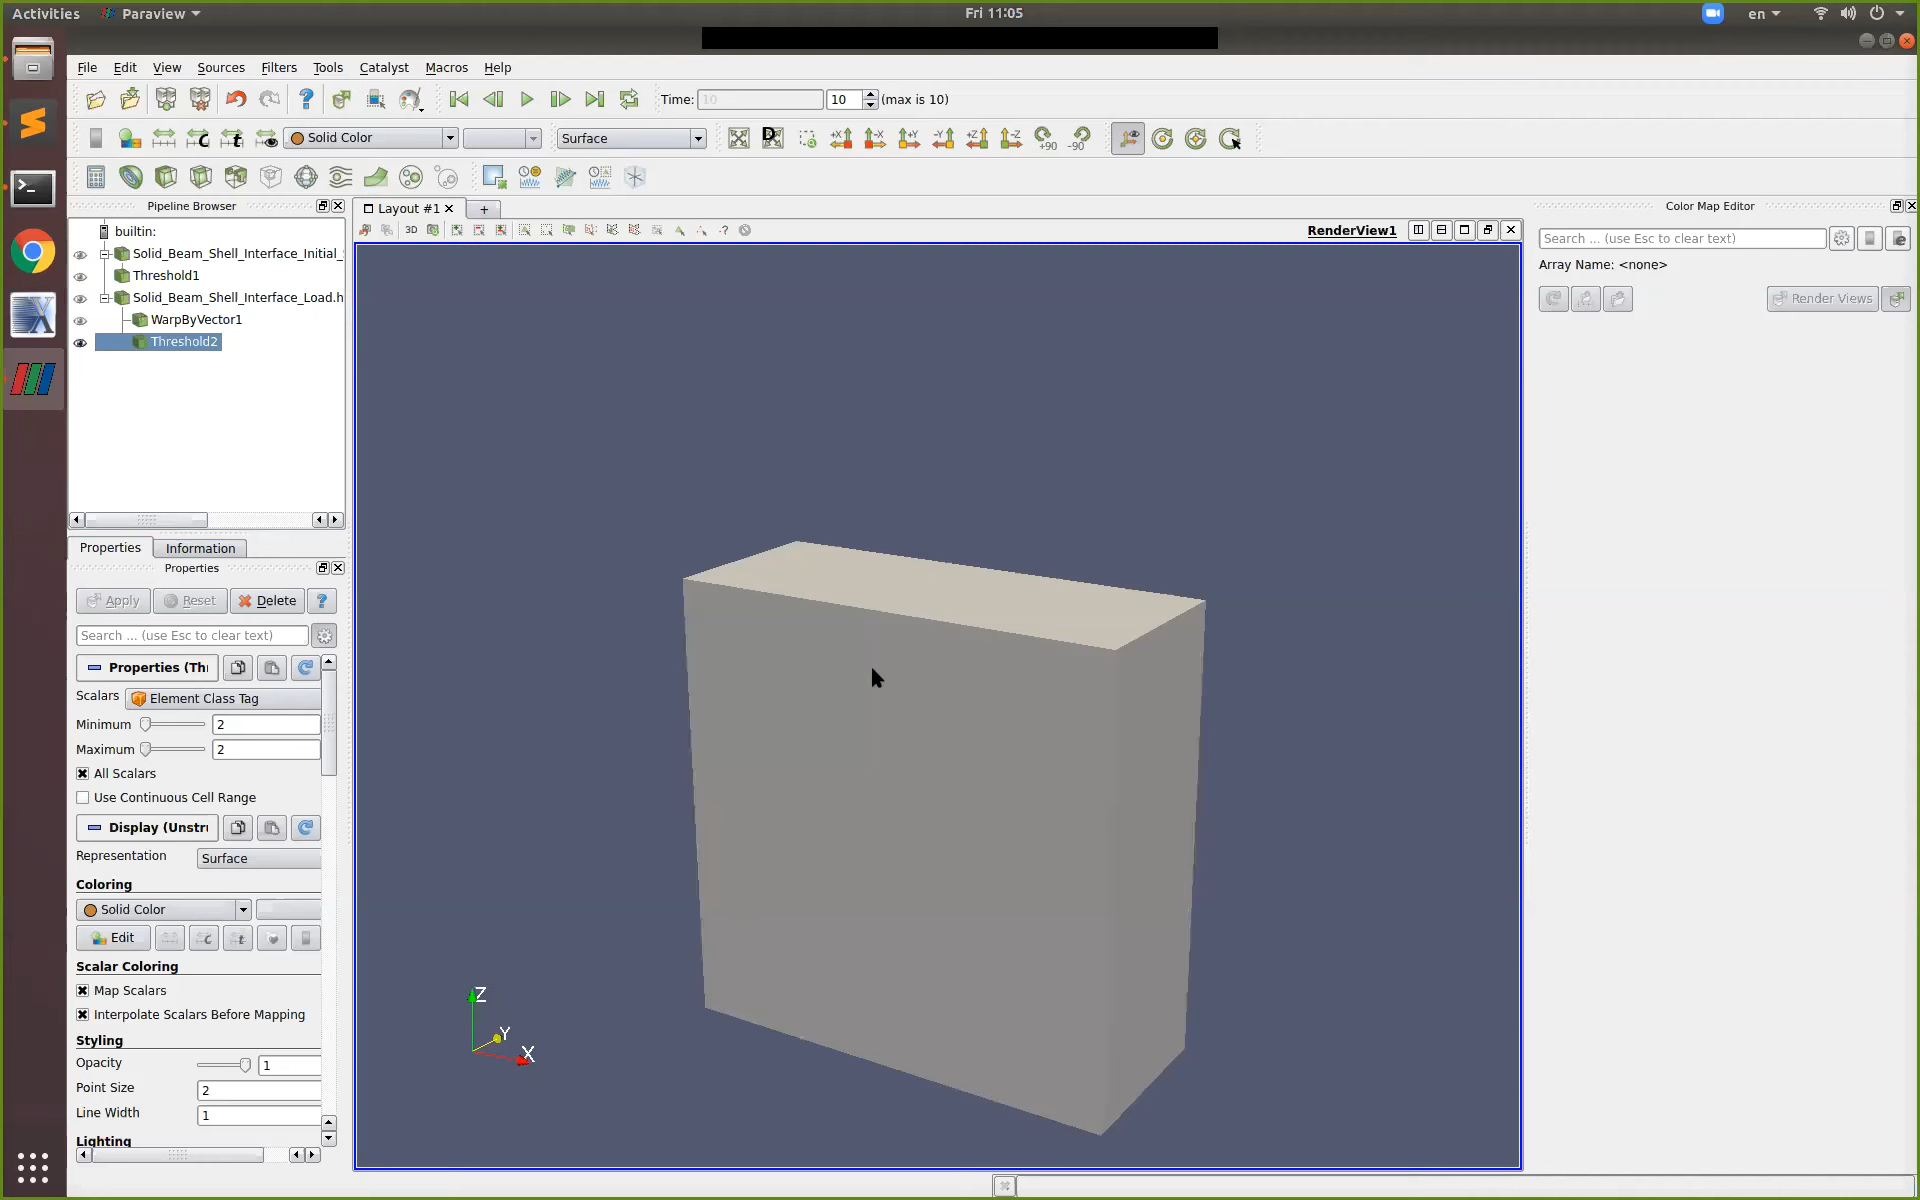 Activities Paraview Fri 11:05 en
File Edit View Sources Filters Tools Catalyst Macros Help
Time: 10 10 (max is 10)
Solid Color Surface +X -X +Y -Y +Z -Z +90 -90
Pipeline Browser Layout #1 + Color Map Editor
3D RenderView1
builtin:
Solid_Beam_Shell_Interface_Initial_
Threshold1
Solid_Beam_Shell_Interface_Load.h
WarpByVector1
Threshold2
Search ... (use Esc to clear text)
Array Name: <none>
Render Views
Properties Information
Properties
Apply Reset Delete ?
Search ... (use Esc to clear text)
Properties (Thr
Scalars Element Class Tag
Minimum 2
Maximum 2
All Scalars
Use Continuous Cell Range
Display (Unstru
Representation Surface
Coloring
Solid Color
Edit
Scalar Coloring
Map Scalars
Interpolate Scalars Before Mapping
Styling
Opacity 1
Point Size 2
Line Width 1
Lighting
Z
Y
X